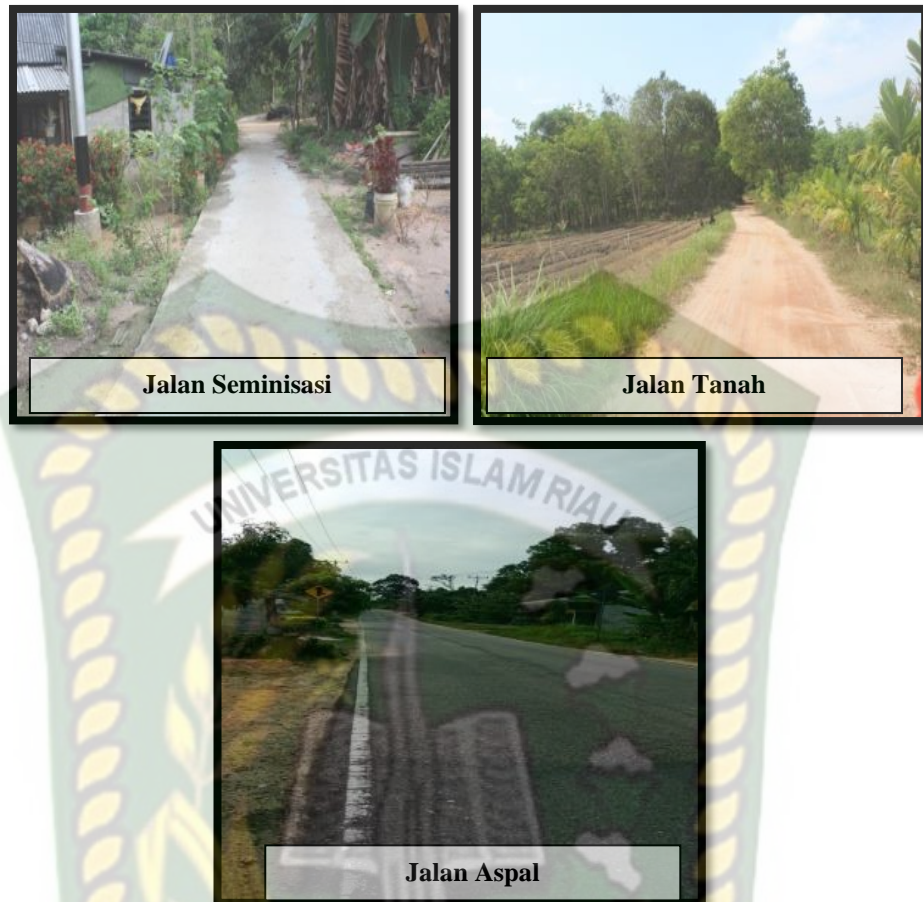 Jalan Seminisasi
Jalan Tanah
UNIVERSITAS ISLAM RIAU
Jalan Aspal